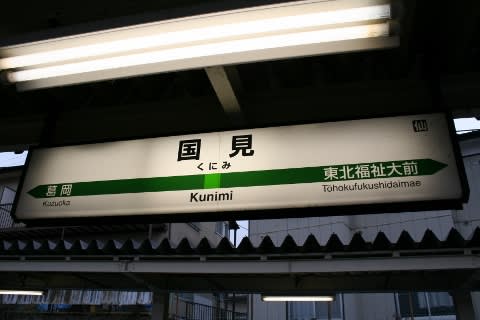 仙
国見
くにみ
葛岡
東北福祉大前
Kuzuoka
Kunimi
Tōhokufukushidaimae